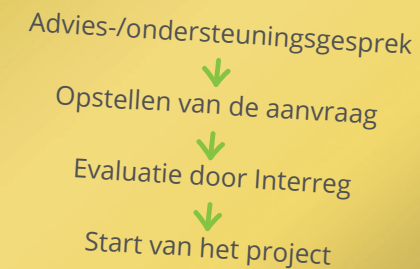 Advies-/ondersteuningsgesprek
Opstellen van de aanvraag
Evaluatie door Interreg
Start van het project